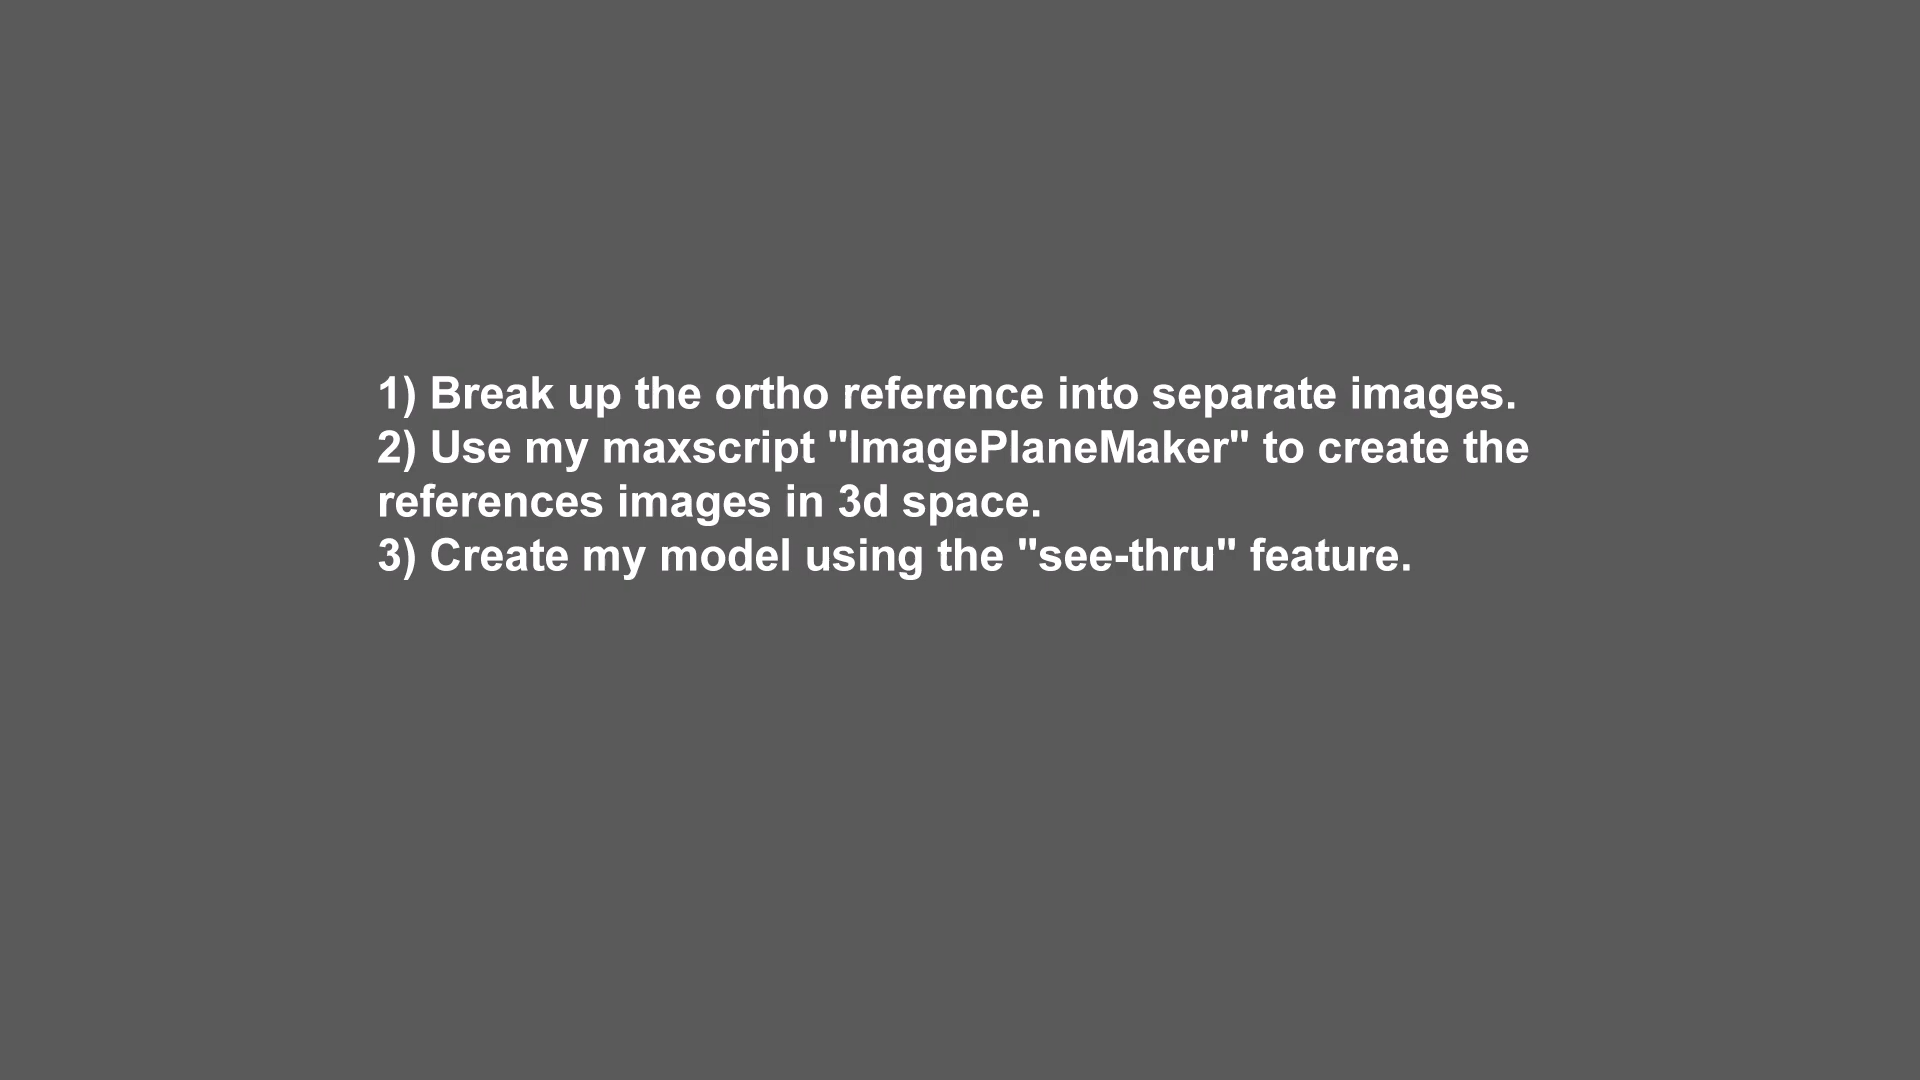 1) Break up the ortho reference into separate images.
2) Use my maxscript "ImagePlaneMaker" to create the
references images in 3d space.
3) Create my model using the "see-thru" feature.